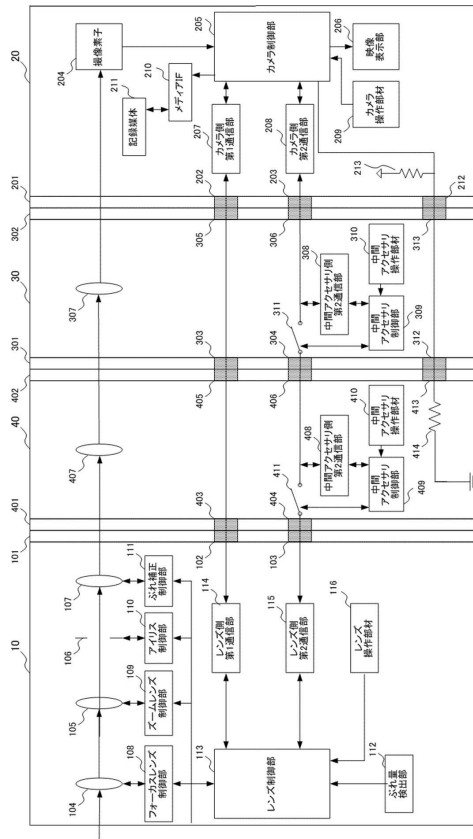 10
101
401
40
402
301
30
302
201
20
104
105
106
107
407
307
204
撮像素子
108
フォーカスレンズ
制御部
109
ズームレンズ
制御部
110
アイリス
制御部
111
ぶれ補正
制御部
211
記録媒体
210
メディアIF
205
カメラ制御部
206
映像
表示部
113
レンズ制御部
114
レンズ側
第1通信部
102
403
405
303
305
202
207
カメラ側
第1通信部
115
レンズ側
第2通信部
103
404
411
406
304
311
306
203
208
カメラ側
第2通信部
209
カメラ
操作部材
408
中間アクセサリ側
第2通信部
308
中間アクセサリ側
第2通信部
112
ぶれ量
検出部
116
レンズ
操作部材
409
中間アクセサリ
制御部
410
中間アクセサリ
操作部材
309
中間アクセサリ
制御部
310
中間アクセサリ
操作部材
213
414
413
312
313
212